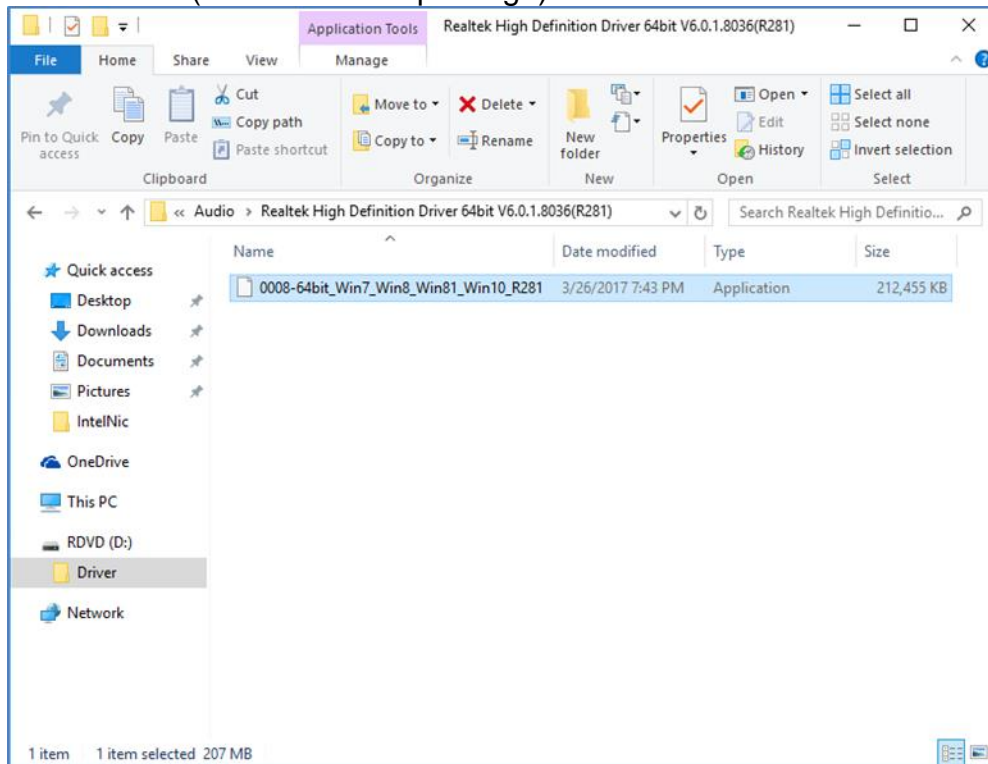 Application Tools
Realtek High Definition Driver 64bit V6.0.1.8036(R281)
File Home Share View Manage
Pin to Quick access
Copy
Paste
Cut
Copy path
Paste shortcut
Move to
Copy to
Delete
Rename
New folder
Properties
Open
Edit
History
Select all
Select none
Invert selection
Clipboard Organize New Open Select
« Audio > Realtek High Definition Driver 64bit V6.0.1.8036(R281)
Search Realtek High Definitio...
Name Date modified Type Size
0008-64bit_Win7_Win8_Win81_Win10_R281 3/26/2017 7:43 PM Application 212,455 KB
Quick access
Desktop
Downloads
Documents
Pictures
IntelNic
OneDrive
This PC
RDVD (D:)
Driver
Network
1 item 1 item selected 207 MB